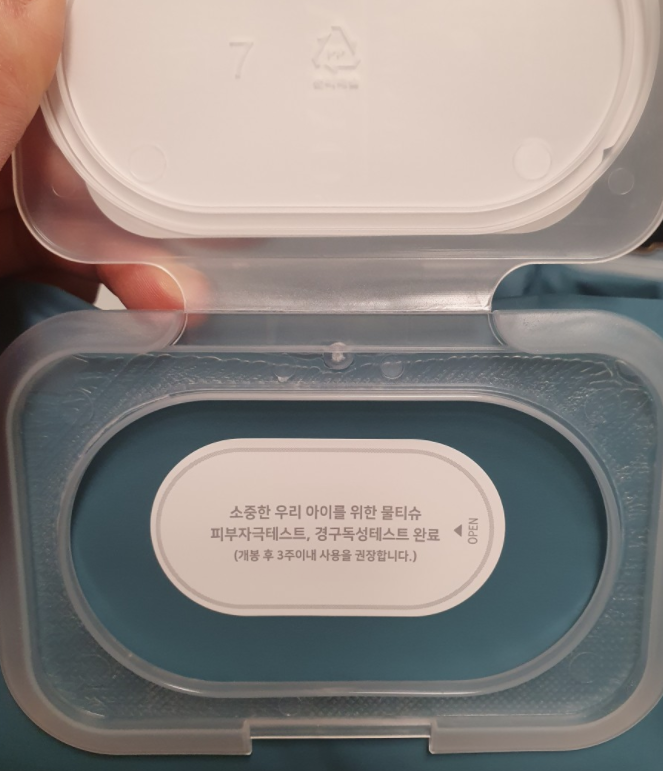 7
소중한 우리 아이를 위한 물티슈
피부자극테스트, 경구독성테스트 완료
(개봉 후 3주이내 사용을 권장합니다.)
OPEN